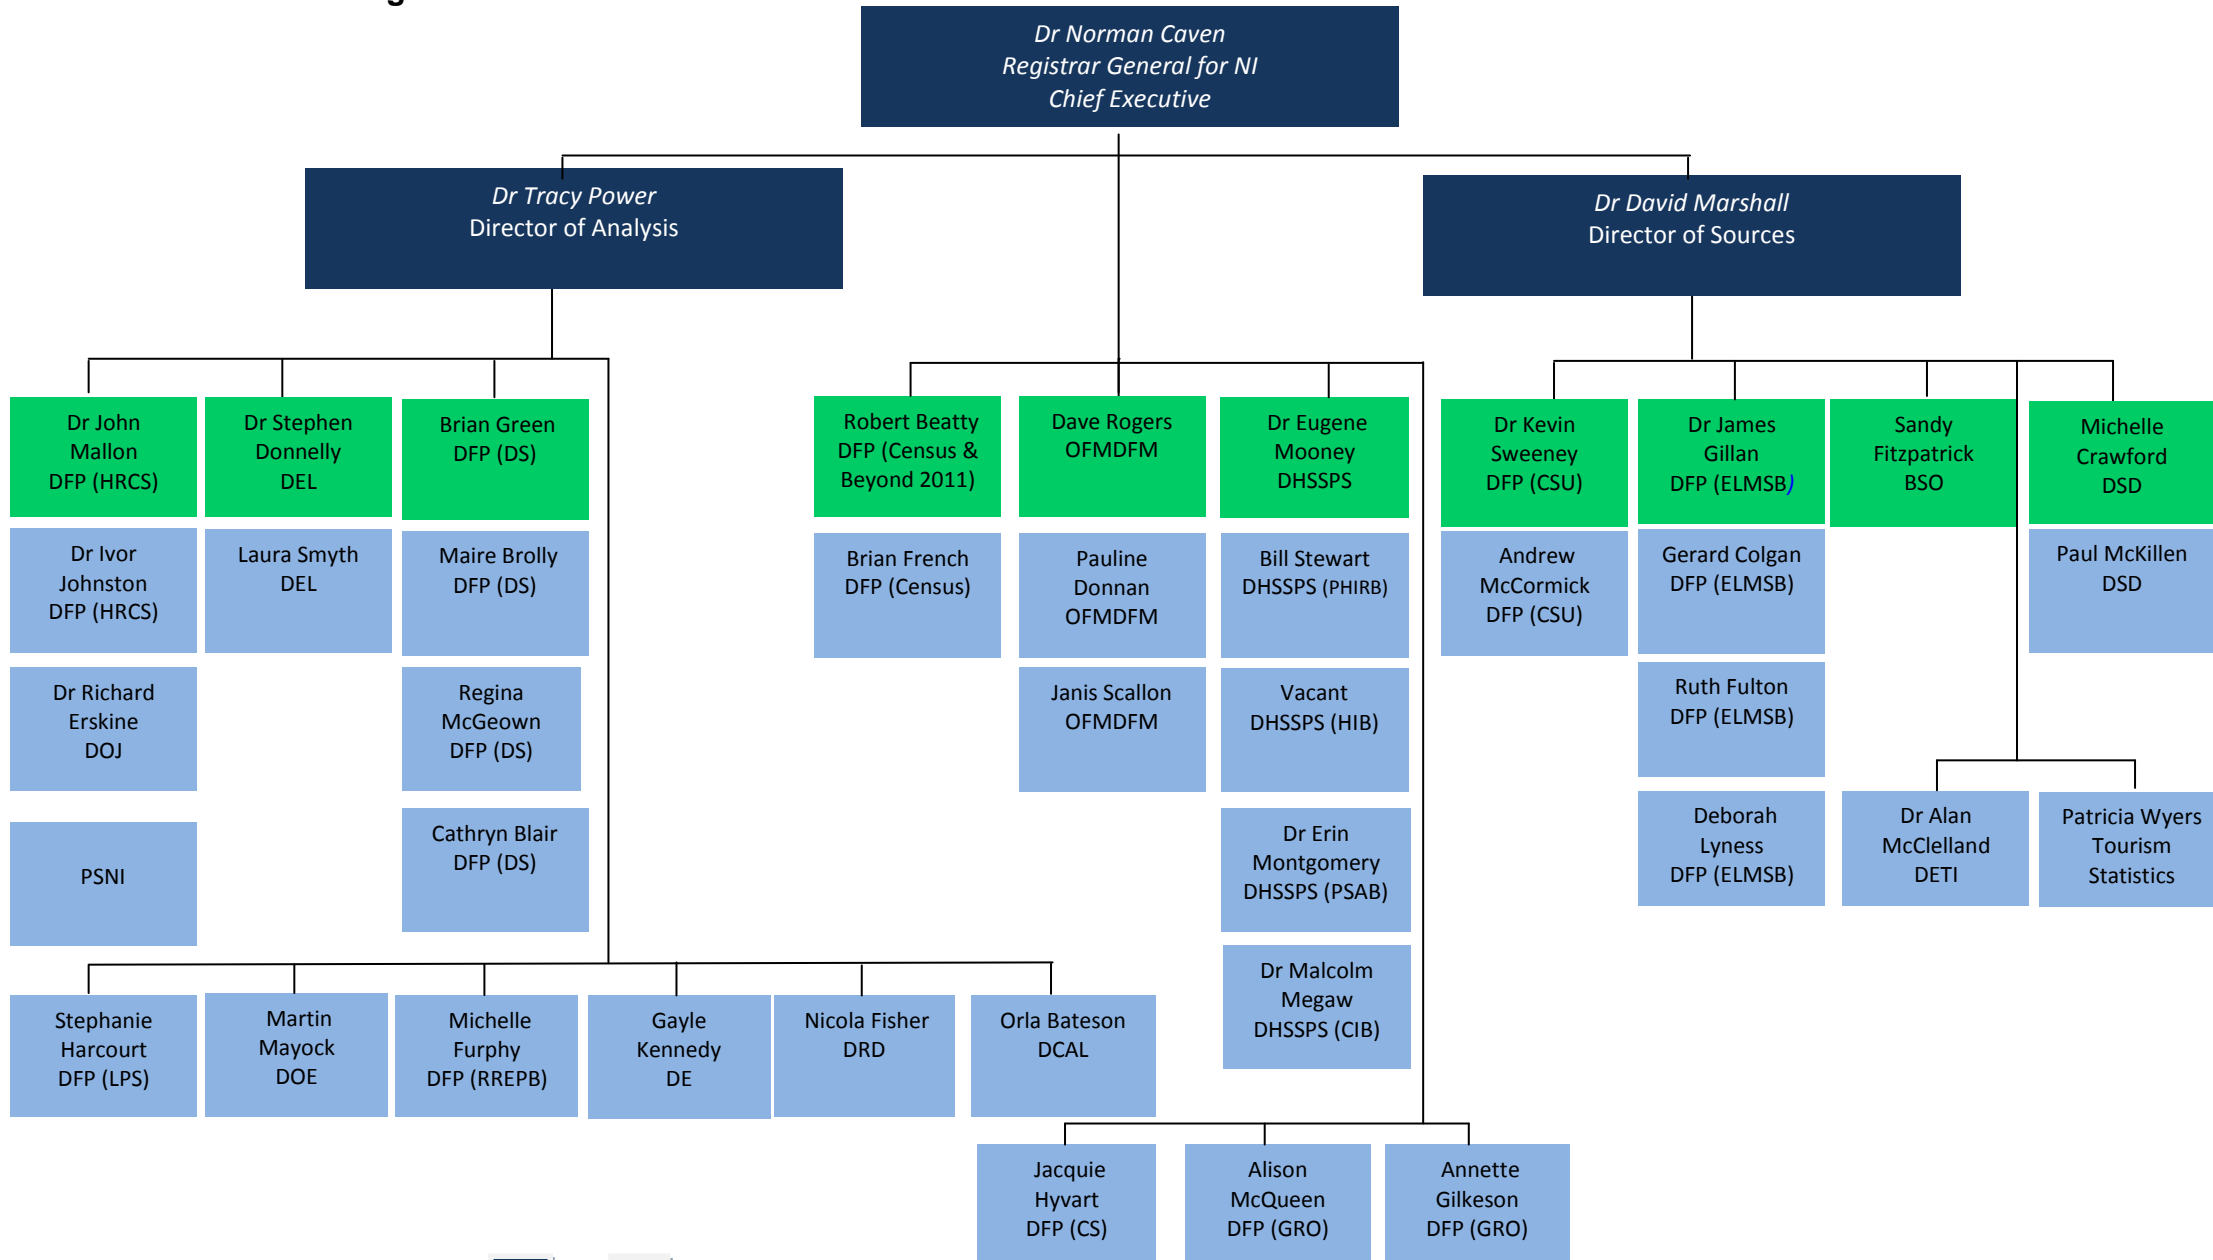 Dr Norman Caven
Registrar General for NI
Chief Executive
Dr Tracy Power
Director of Analysis
Dr David Marshall
Director of Sources
Dr John
Mallon
DFP (HRCS)
Dr Stephen
Donnelly
DEL
Brian Green
DFP (DS)
Robert Beatty
DFP (Census &
Beyond 2011)
Dave Rogers
OFMDFM
Dr Eugene
Mooney
DHSSPS
Dr Kevin
Sweeney
DFP (CSU)
Dr James
Gillan
DFP (ELMSB)
Sandy
Fitzpatrick
BSO
Michelle
Crawford
DSD
Dr Ivor
Johnston
DFP (HRCS)
Laura Smyth
DEL
Maire Brolly
DFP (DS)
Brian French
DFP (Census)
Pauline
Donnan
OFMDFM
Bill Stewart
DHSSPS (PHIRB)
Andrew
McCormick
DFP (CSU)
Gerard Colgan
DFP (ELMSB)
Paul McKillen
DSD
Dr Richard
Erskine
DOJ
Regina
McGeown
DFP (DS)
Janis Scallon
OFMDFM
Vacant
DHSSPS (HIB)
Ruth Fulton
DFP (ELMSB)
PSNI
Cathryn Blair
DFP (DS)
Dr Erin
Montgomery
DHSSPS (PSAB)
Deborah
Lyness
DFP (ELMSB)
Dr Alan
McClelland
DETI
Patricia Wyers
Tourism
Statistics
Dr Malcolm
Megaw
DHSSPS (CIB)
Stephanie
Harcourt
DFP (LPS)
Martin
Mayock
DOE
Michelle
Furphy
DFP (RREPB)
Gayle
Kennedy
DE
Nicola Fisher
DRD
Orla Bateson
DCAL
Jacquie
Hyvart
DFP (CS)
Alison
McQueen
DFP (GRO)
Annette
Gilkeson
DFP (GRO)